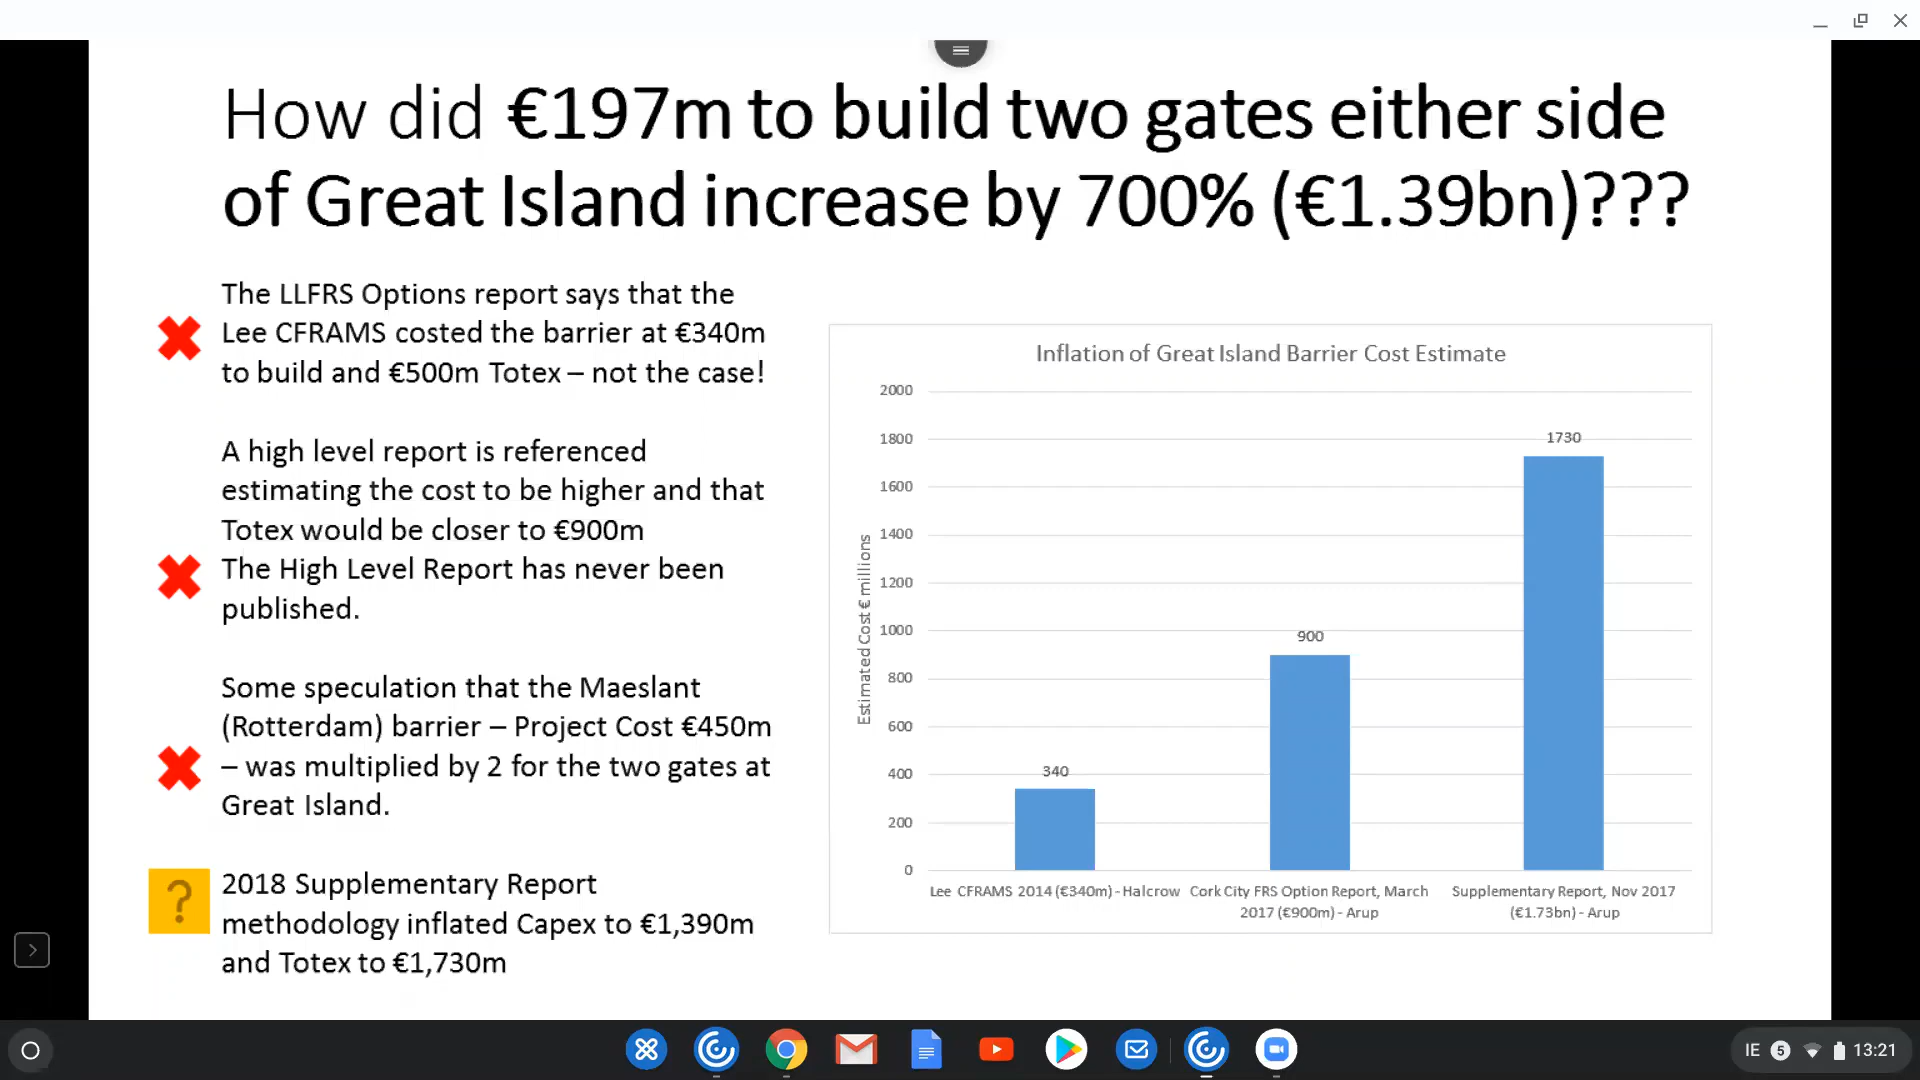 How did €197m to build two gates either side
of Great Island increase by 700% (€1.39bn)???
The LLFRS Options report says that the
Lee CFRAMS costed the barrier at €340m
to build and €500m Totex – not the case!
A high level report is referenced
estimating the cost to be higher and that
Totex would be closer to €900m
The High Level Report has never been
published.
Some speculation that the Maeslant
(Rotterdam) barrier – Project Cost €450m
– was multiplied by 2 for the two gates at
Great Island.
?
2018 Supplementary Report
methodology inflated Capex to €1,390m
and Totex to €1,730m
Inflation of Great Island Barrier Cost Estimate
Estimated Cost € millions
2000
1800
1600
1400
1200
1000
800
600
400
200
0
340
900
1730
Lee CFRAMS 2014 (€340m) - Halcrow
Cork City FRS Option Report, March
2017 (€900m) - Arup
Supplementary Report, Nov 2017
(€1.73bn) - Arup
IE 5 13:21